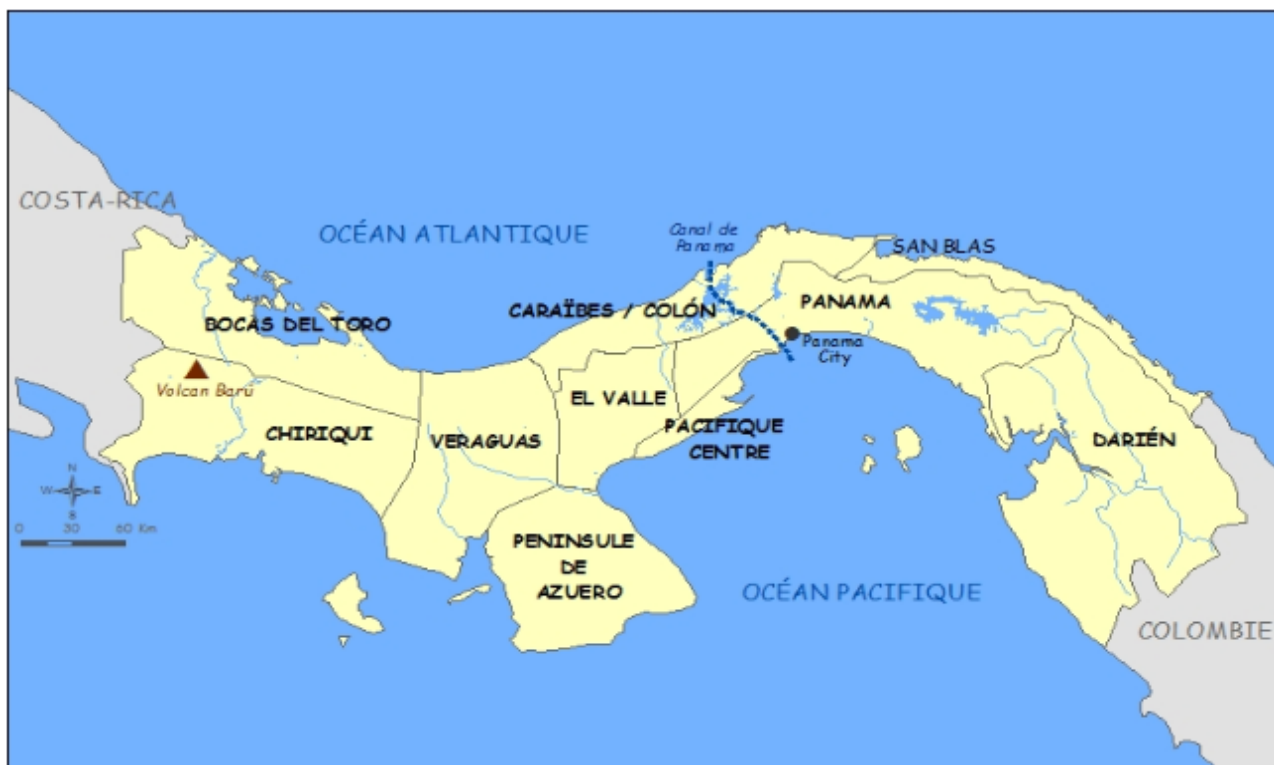 COSTA-RICA
OCÉAN ATLANTIQUE
Canal de
Panama
SAN BLAS
CARAÏBES / COLÓN
PANAMA
BOCAS DEL TORO
Panama
City
Volcan Barú
EL VALLE
CHIRIQUI
VERAGUAS
PACIFIQUE
CENTRE
DARIÉN
N
W E
S
0 30 60 Km
PENINSULE
DE
AZUERO
OCÉAN PACIFIQUE
COLOMBIE